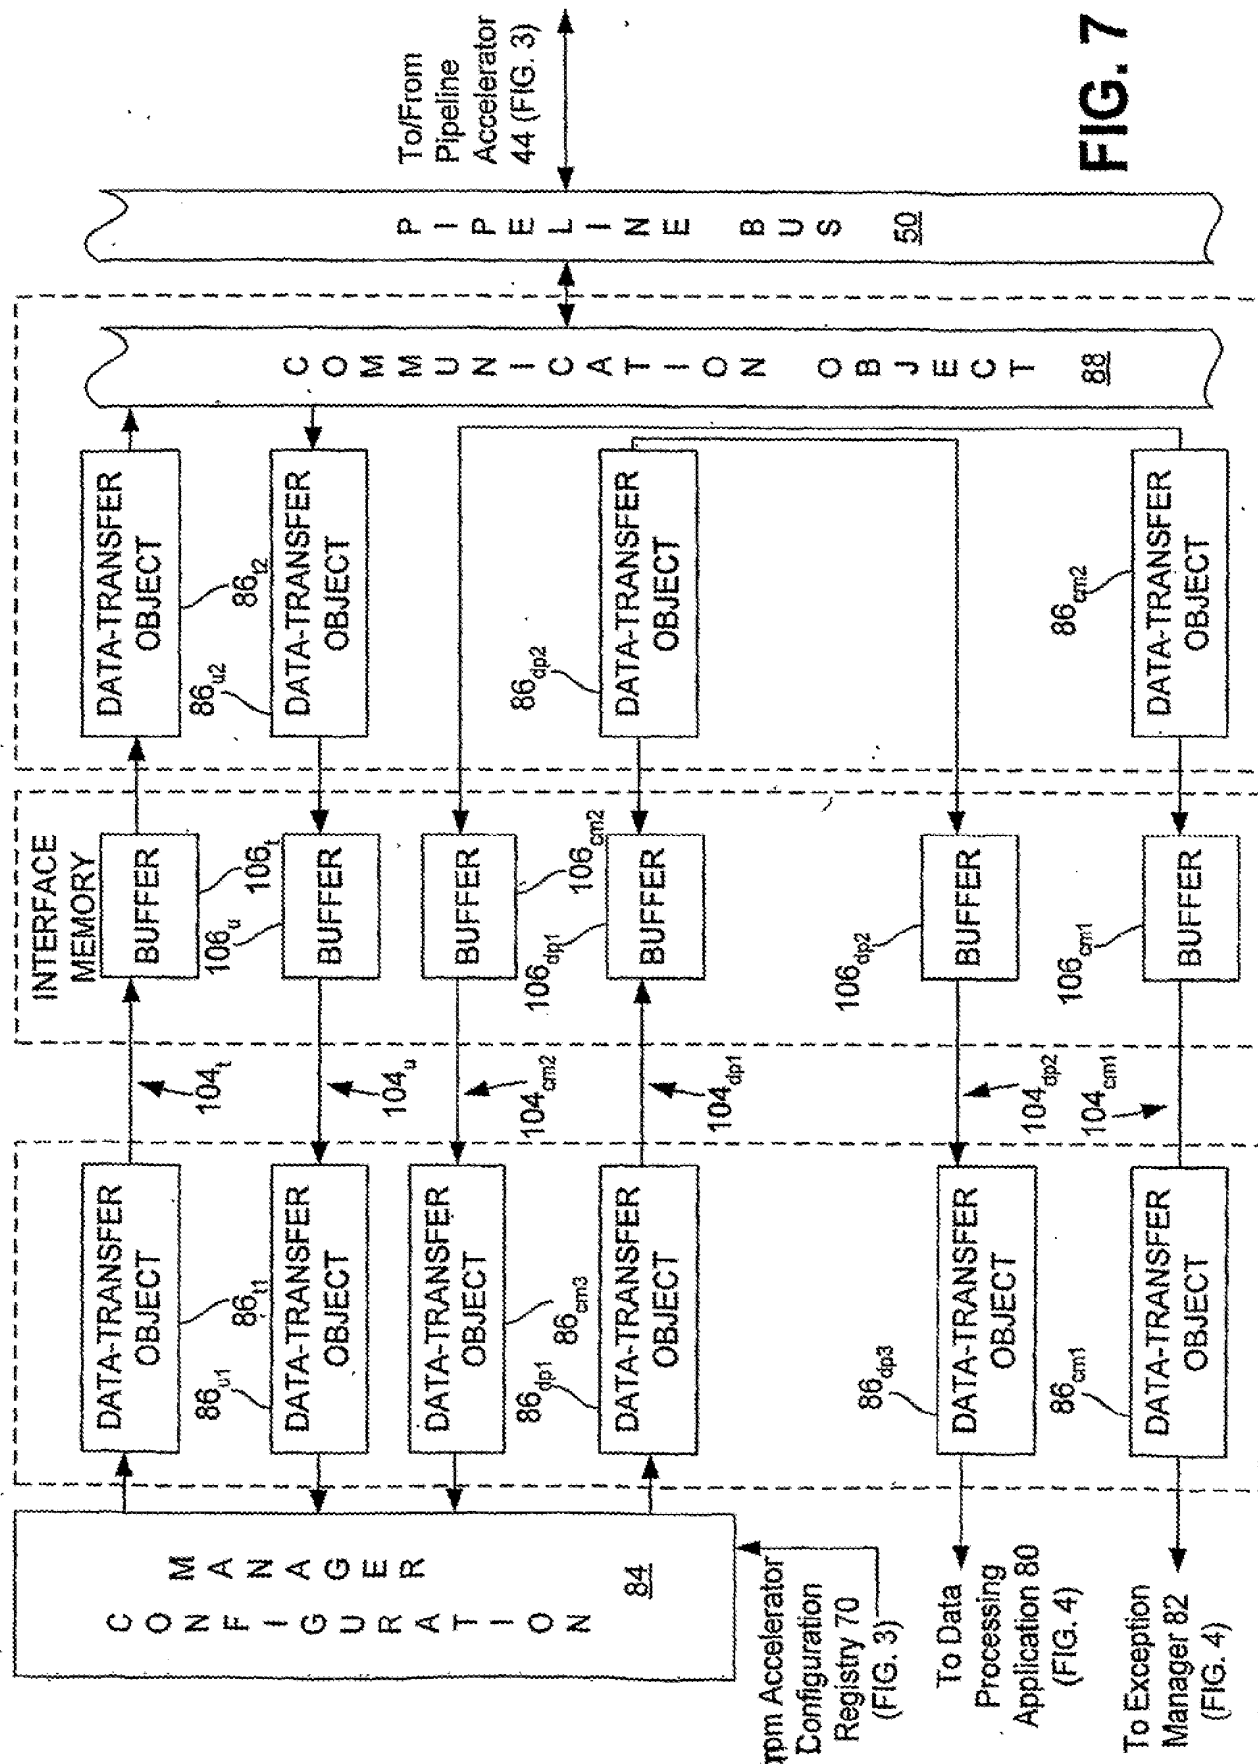 CONFIGURATION
MANAGER
84
DATA-TRANSFER
OBJECT
86t1
86u1
DATA-TRANSFER
OBJECT
DATA-TRANSFER
OBJECT
86cm3
86dp1
DATA-TRANSFER
OBJECT
86dp3
DATA-TRANSFER
OBJECT
86cm1
DATA-TRANSFER
OBJECT
Accelerator
Configuration
Registry 70
(FIG. 3)
To Data
Processing
Application 80
(FIG. 4)
To Exception
Manager 82
(FIG. 4)
104t
104u
104cm2
104dp1
104dp2
104cm1
INTERFACE
MEMORY
BUFFER
106t
106u
BUFFER
BUFFER
106cm2
106dp1
BUFFER
106dp2
BUFFER
106cm1
BUFFER
DATA-TRANSFER
OBJECT
86t2
86u2
DATA-TRANSFER
OBJECT
86dp2
DATA-TRANSFER
OBJECT
86cm2
DATA-TRANSFER
OBJECT
COMMUNICATION OBJECT
88
PIPELINE BUS
50
To/From
Pipeline
Accelerator
44 (FIG. 3)
FIG. 7